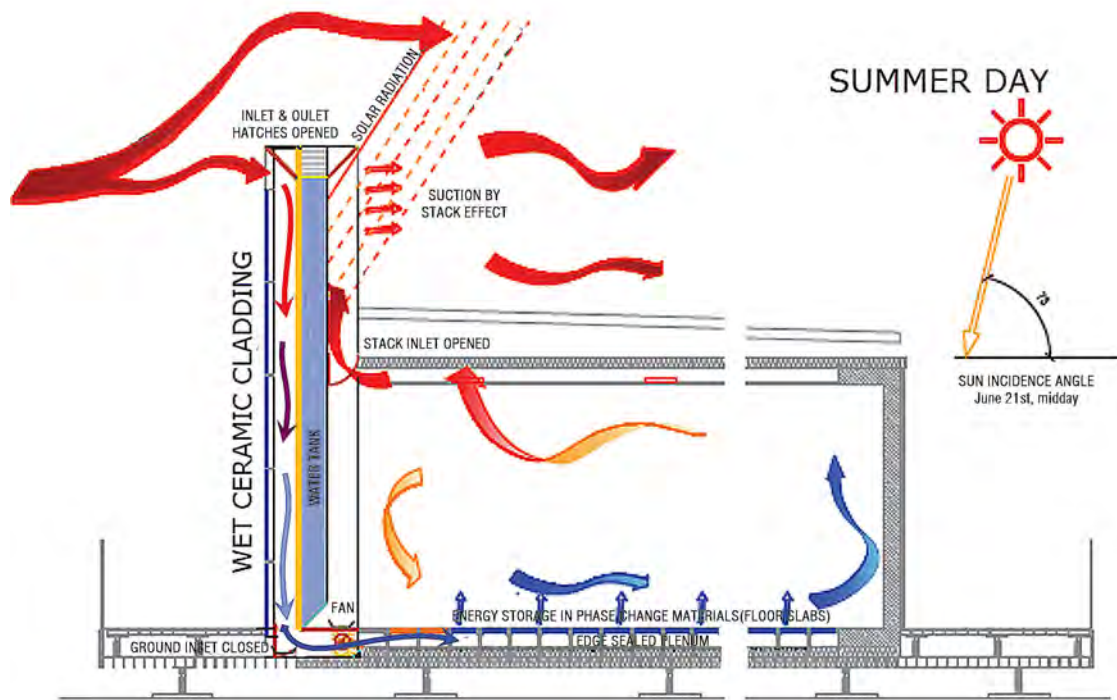 SUMMER DAY
INLET & OULET
HATCHES OPENED
SOLAR RADIATION
SUCTION BY
STACK EFFECT
WET CERAMIC CLADDING
73
STACK INLET OPENED
SUN INCIDENCE ANGLE
June 21st, midday
WATER TANK
FAN
ENERGY STORAGE IN PHASE CHANGE MATERIALS(FLOOR SLABS)
GROUND INLET CLOSED
EDGE SEALED PLENUM